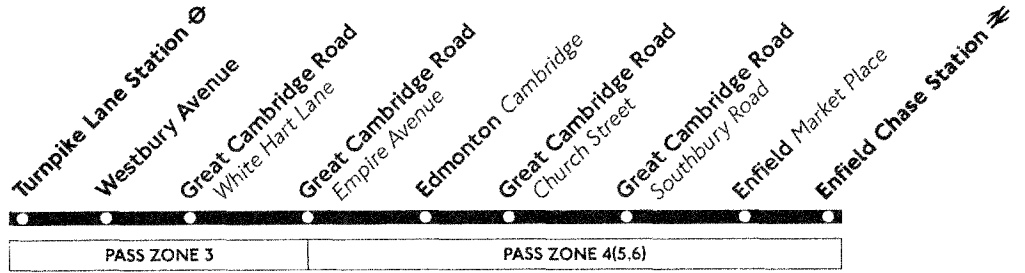 Turnpike Lane Station
Westbury Avenue
Great Cambridge Road
White Hart Lane
Great Cambridge Road
Empire Avenue
Edmonton Cambridge
Great Cambridge Road
Church Street
Great Cambridge Road
Southbury Road
Enfield Market Place
Enfield Chase Station
PASS ZONE 3
PASS ZONE 4(5.6)